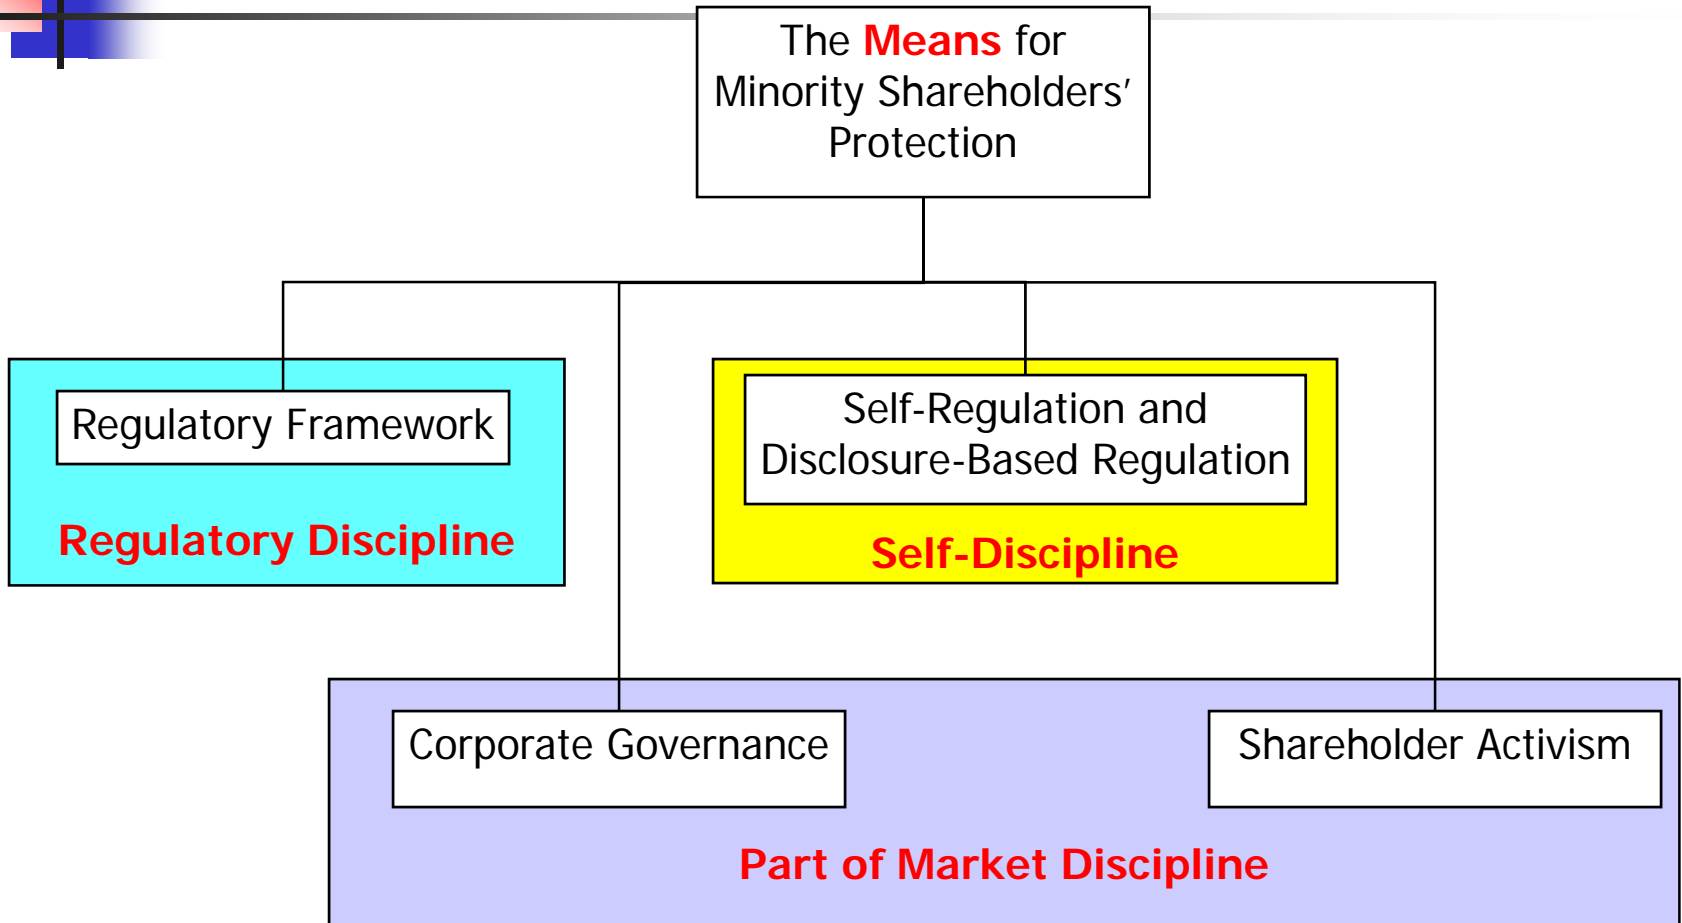 The Means for
Minority Shareholders’
Protection
Regulatory Framework
Regulatory Discipline
Self-Regulation and
Disclosure-Based Regulation
Self-Discipline
Corporate Governance
Shareholder Activism
Part of Market Discipline